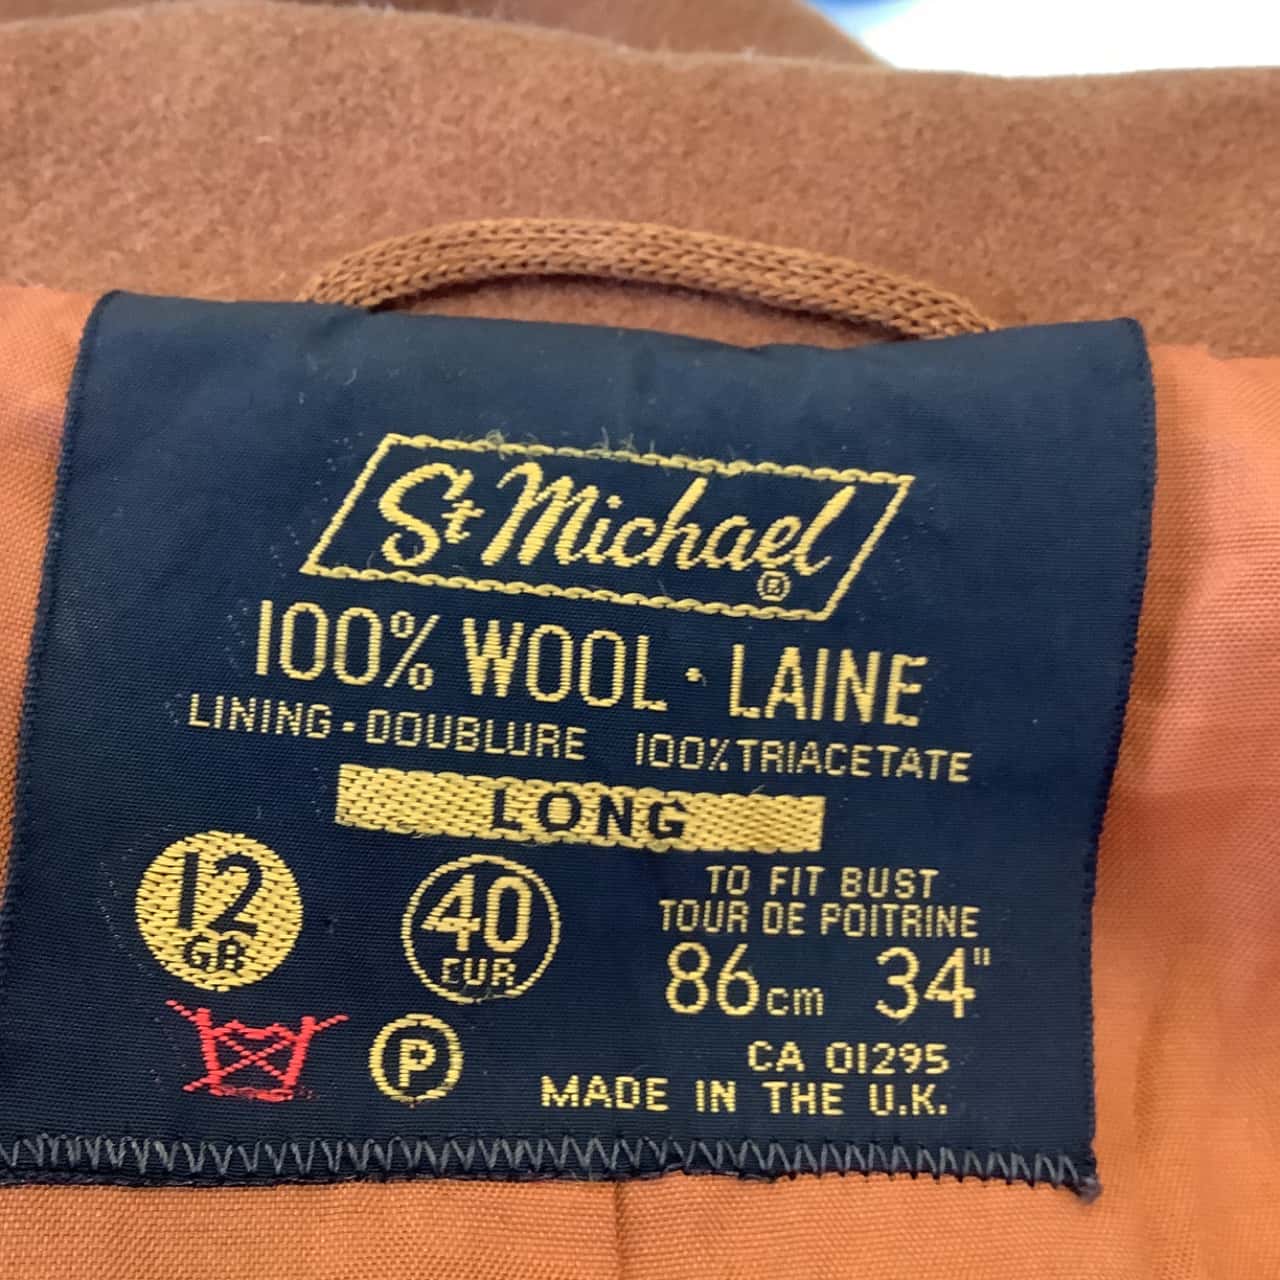 St Michael®
100% WOOL · LAINE
LINING - DOUBLURE 100% TRIACETATE
LONG
12 GB
40 EUR
TO FIT BUST
TOUR DE POITRINE
86cm 34"
P
CA 01295
MADE IN THE U.K.